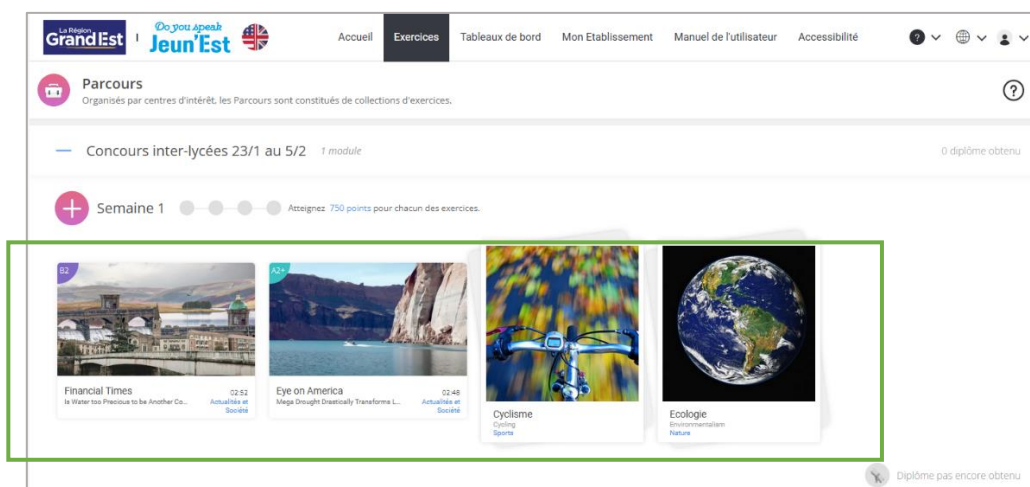 La Région
Grand Est
Do you speak
Jeun'Est
Accueil
Exercices
Tableaux de bord
Mon Etablissement
Manuel de l'utilisateur
Accessibilité
?
Parcours
Organisés par centres d'intérêt, les Parcours sont constitués de collections d'exercices.
?
Concours inter-lycées 23/1 au 5/2 1 module
0 diplôme obtenu
Semaine 1
Atteignez 750 points pour chacun des exercices.
B2
Financial Times 02:52
Is Water too Precious to be Another Co...
Actualités et
Société
A2+
Eye on America 02:48
Mega Drought Drastically Transforms L...
Actualités et
Société
Cyclisme
Cycling
Sports
Ecologie
Environmentalism
Nature
Diplôme pas encore obtenu